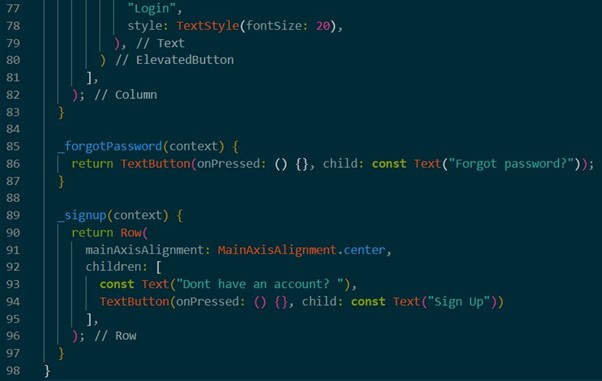 77 "Login",
78 style: TextStyle(fontSize: 20),
79 ), // Text
80 ) // ElevatedButton
81 ],
82 ); // Column
83 }
84
85 _forgotPassword(context) {
86 return TextButton(onPressed: () {}, child: const Text("Forgot password?"));
87 }
88
89 _signup(context) {
90 return Row(
91 mainAxisAlignment: MainAxisAlignment.center,
92 children: [
93 const Text("Dont have an account? "),
94 TextButton(onPressed: () {}, child: const Text("Sign Up"))
95 ],
96 ); // Row
97 }
98 }